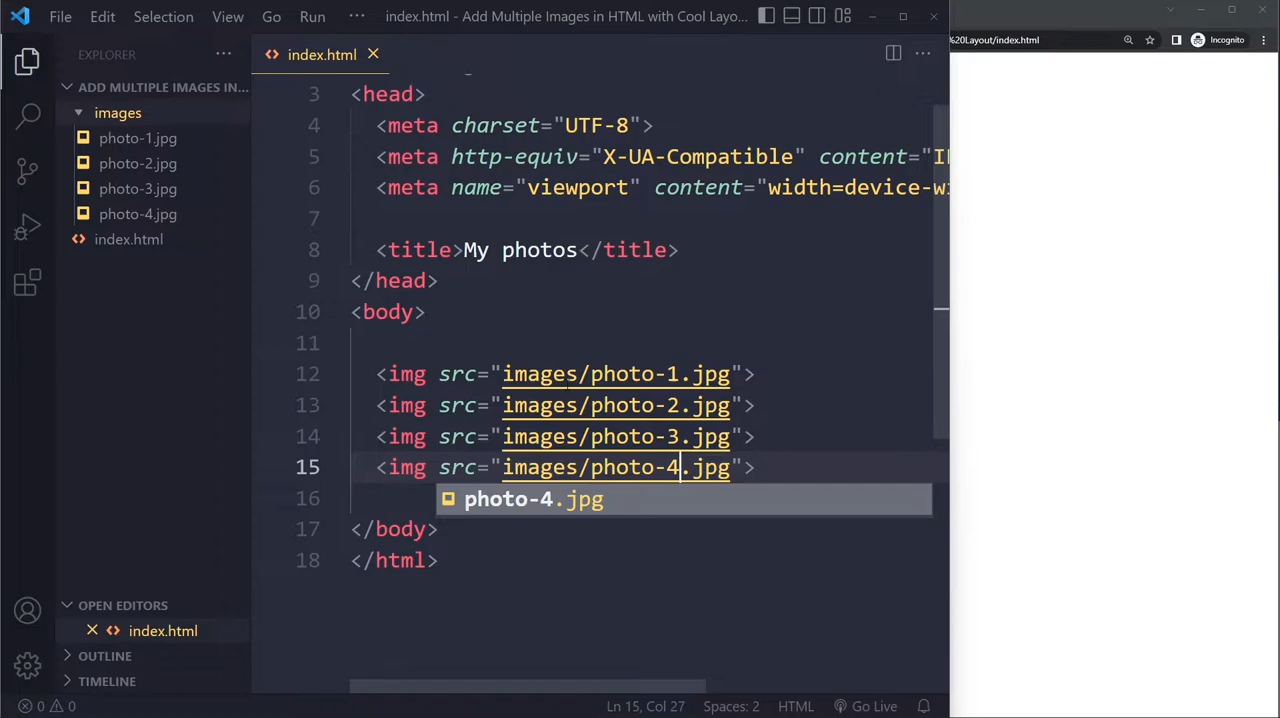 File Edit Selection View Go Run ··· index.html - Add Multiple Images in HTML with Cool Layo...
%20Layout/index.html Incognito
EXPLORER ···
index.html
ADD MULTIPLE IMAGES IN...
images
photo-1.jpg
photo-2.jpg
photo-3.jpg
photo-4.jpg
index.html
3 <head>
4 <meta charset="UTF-8">
5 <meta http-equiv="X-UA-Compatible" content="I
6 <meta name="viewport" content="width=device-w
7
8 <title>My photos</title>
9 </head>
10 <body>
11
12 <img src="images/photo-1.jpg">
13 <img src="images/photo-2.jpg">
14 <img src="images/photo-3.jpg">
15 <img src="images/photo-4.jpg">
photo-4.jpg
16
17 </body>
18 </html>
OPEN EDITORS
index.html
OUTLINE
TIMELINE
0 0 Ln 15, Col 27 Spaces: 2 HTML Go Live